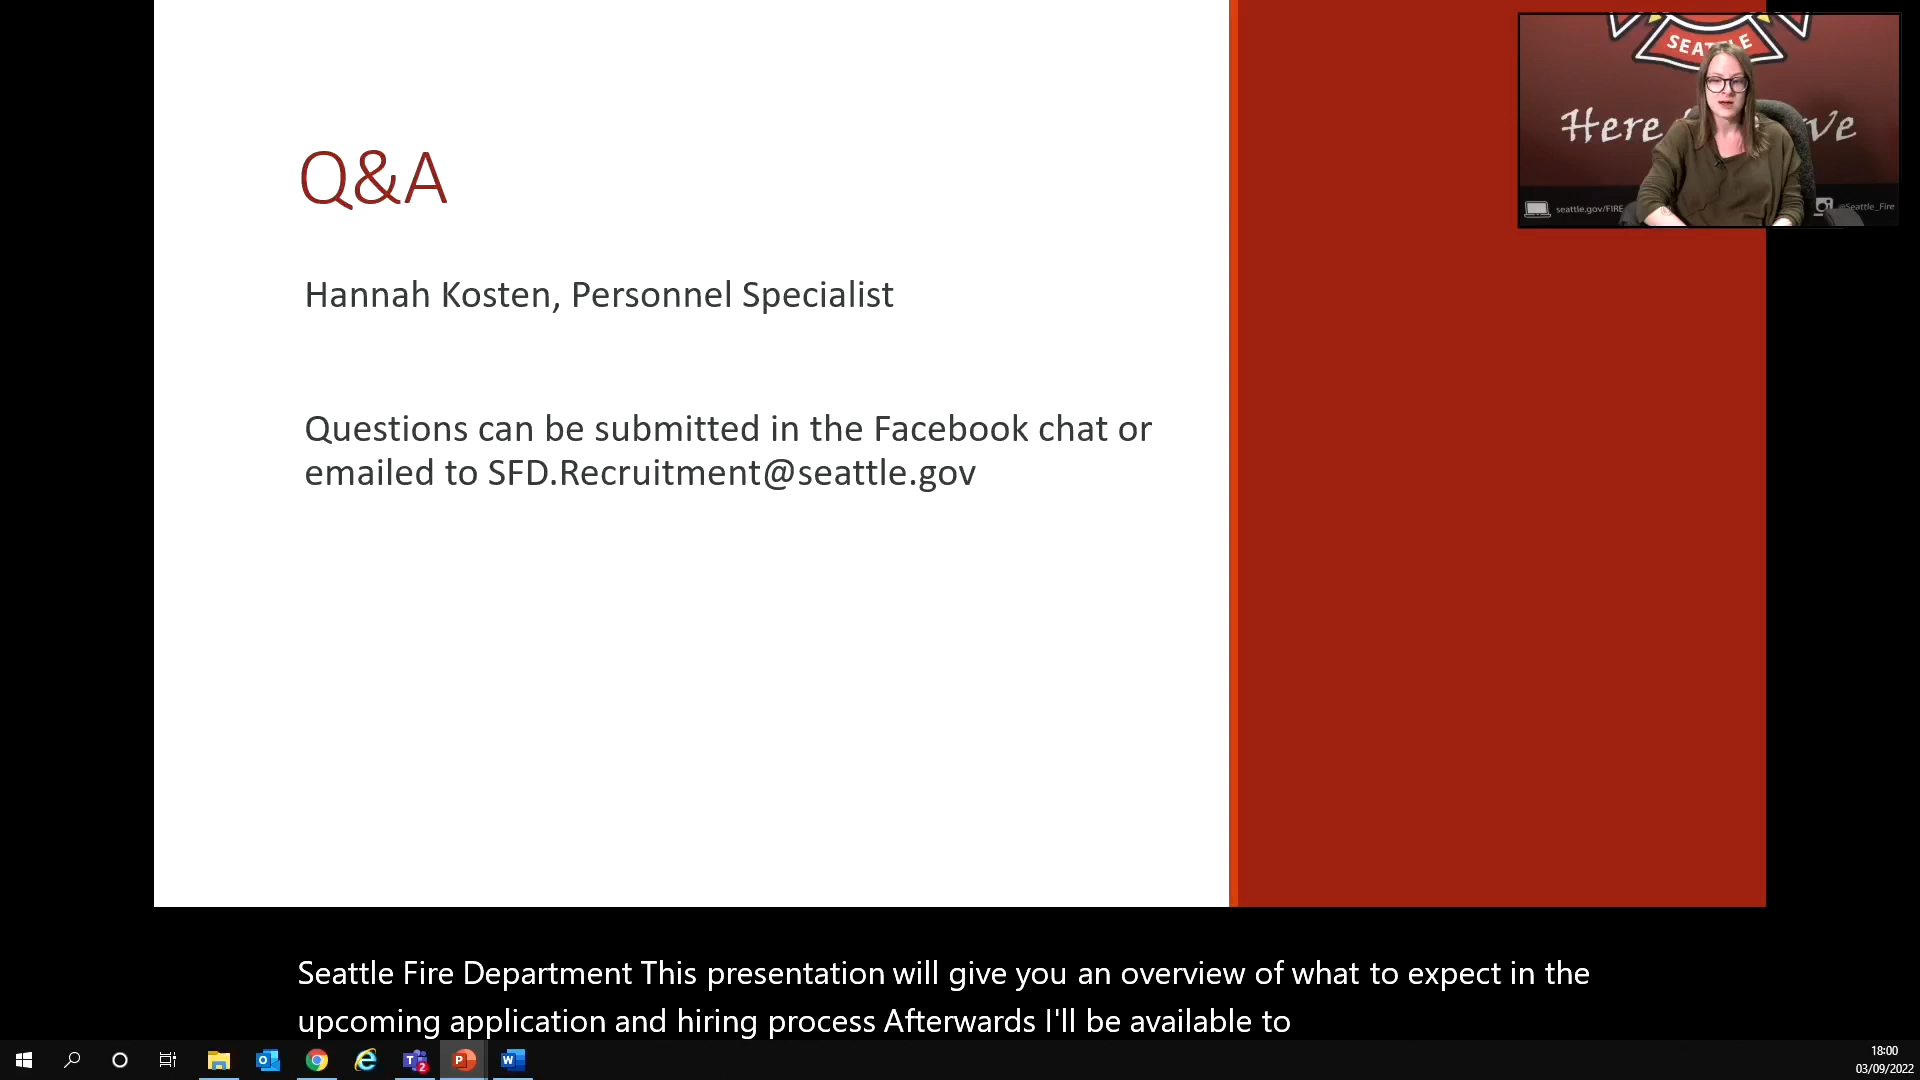 Q&A
Hannah Kosten, Personnel Specialist
Questions can be submitted in the Facebook chat or
emailed to SFD.Recruitment@seattle.gov
SEATTLE
Here
ve
seattle.gov/FIRE
@Seattle_Fire
Seattle Fire Department This presentation will give you an overview of what to expect in the
upcoming application and hiring process Afterwards I'll be available to
18:00
03/09/2022